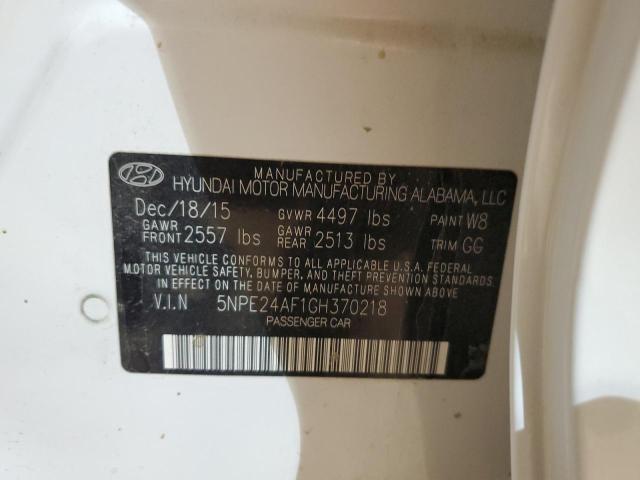 MANUFACTURED BY
HYUNDAI MOTOR MANUFACTURING ALABAMA, LLC
Dec/18/15 GVWR 4497 lbs PAINT W8
GAWR FRONT 2557 lbs GAWR REAR 2513 lbs TRIM GG
THIS VEHICLE CONFORMS TO ALL APPLICABLE U.S.A. FEDERAL
MOTOR VEHICLE SAFETY, BUMPER, AND THEFT PREVENTION STANDARDS
IN EFFECT ON THE DATE OF MANUFACTURE SHOWN ABOVE.
V.I.N 5NPE24AF1GH370218
PASSENGER CAR